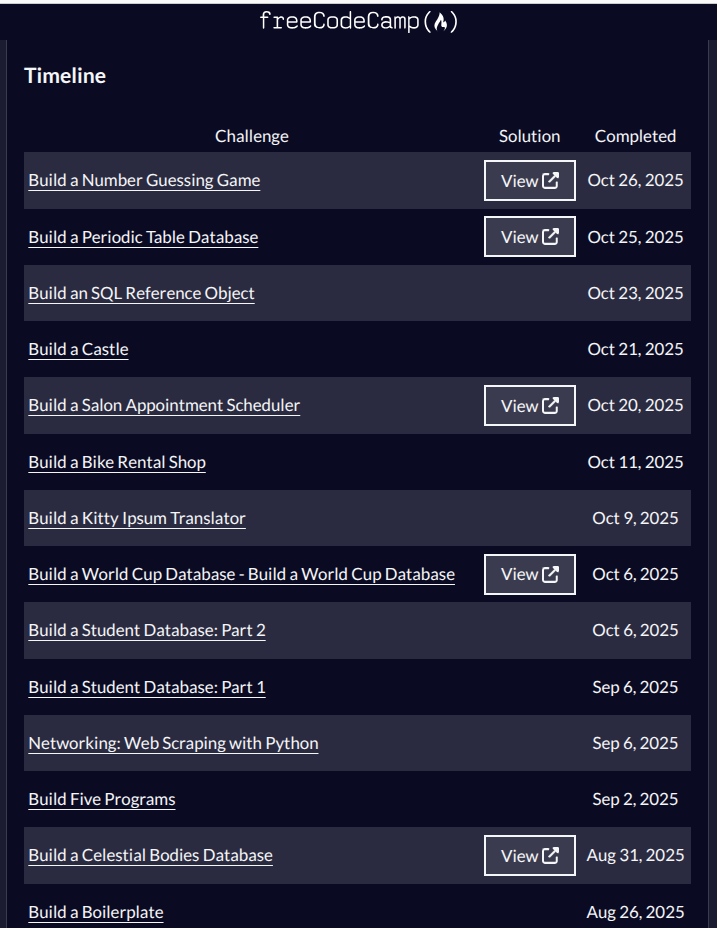 freeCodeCamp(🔥)
Timeline
Challenge Solution Completed
Build a Number Guessing Game View Oct 26, 2025
Build a Periodic Table Database View Oct 25, 2025
Build an SQL Reference Object Oct 23, 2025
Build a Castle Oct 21, 2025
Build a Salon Appointment Scheduler View Oct 20, 2025
Build a Bike Rental Shop Oct 11, 2025
Build a Kitty Ipsum Translator Oct 9, 2025
Build a World Cup Database - Build a World Cup Database View Oct 6, 2025
Build a Student Database: Part 2 Oct 6, 2025
Build a Student Database: Part 1 Sep 6, 2025
Networking: Web Scraping with Python Sep 6, 2025
Build Five Programs Sep 2, 2025
Build a Celestial Bodies Database View Aug 31, 2025
Build a Boilerplate Aug 26, 2025